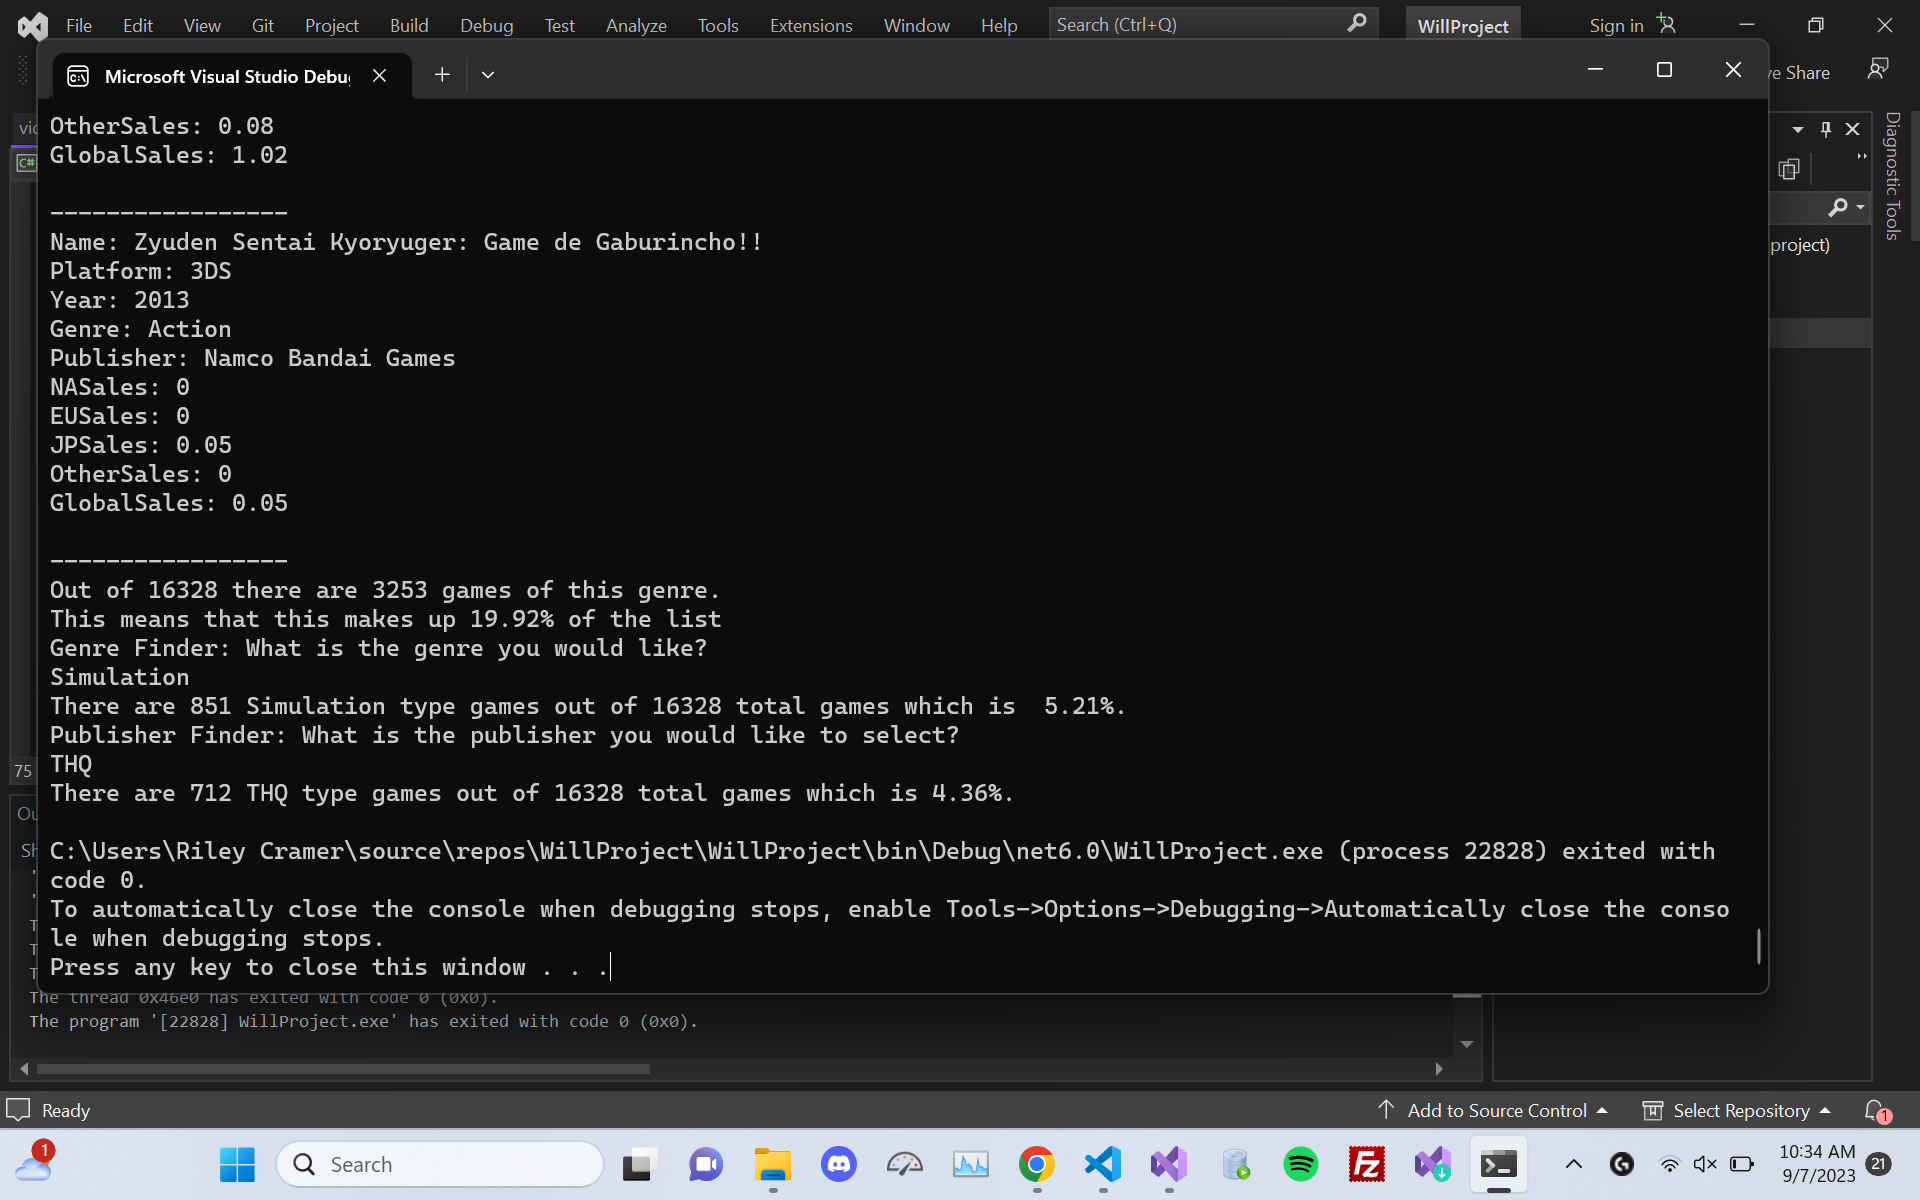 File Edit View Git Project Build Debug Test Analyze Tools Extensions Window Help Search (Ctrl+Q) WillProject Sign in
Microsoft Visual Studio Debu
Share
OtherSales: 0.08
GlobalSales: 1.02
-----------------
Name: Zyuden Sentai Kyoryuger: Game de Gaburincho!!
Platform: 3DS
Year: 2013
Genre: Action
Publisher: Namco Bandai Games
NASales: 0
EUSales: 0
JPSales: 0.05
OtherSales: 0
GlobalSales: 0.05
-----------------
Out of 16328 there are 3253 games of this genre.
This means that this makes up 19.92% of the list
Genre Finder: What is the genre you would like?
Simulation
There are 851 Simulation type games out of 16328 total games which is  5.21%.
Publisher Finder: What is the publisher you would like to select?
THQ
There are 712 THQ type games out of 16328 total games which is 4.36%.
C:\Users\Riley Cramer\source\repos\WillProject\WillProject\bin\Debug\net6.0\WillProject.exe (process 22828) exited with
code 0.
To automatically close the console when debugging stops, enable Tools->Options->Debugging->Automatically close the conso
le when debugging stops.
Press any key to close this window . . .
Diagnostic Tools
project)
C#
75
The thread 0x46e0 has exited with code 0 (0x0).
The program '[22828] WillProject.exe' has exited with code 0 (0x0).
Ready
Add to Source Control
Select Repository
1
1
Search
10:34 AM
9/7/2023
21